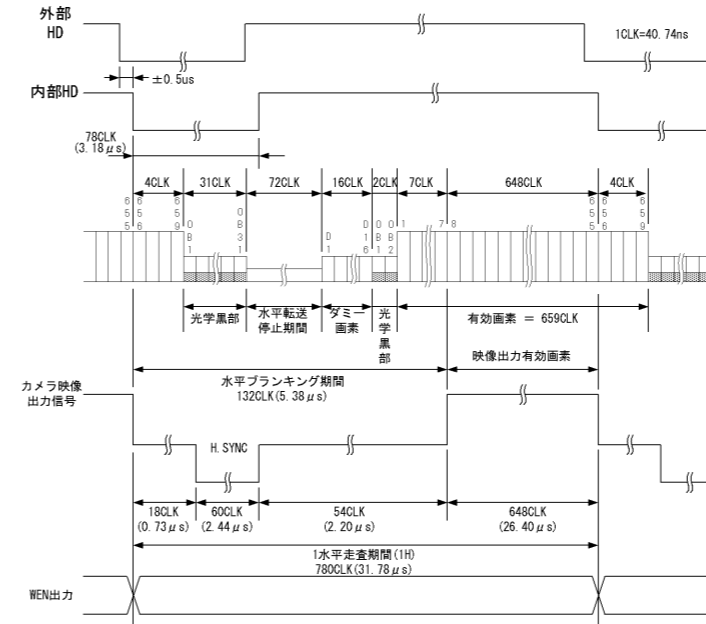 外部
HD
1CLK=40.74ns
±0.5us
内部HD
78CLK
(3.18μs)
4CLK
31CLK
72CLK
16CLK
2CLK
7CLK
648CLK
4CLK
655
656
659
OB1
OB31
D1
D16
OB1
OB2
1
7
8
655
656
659
光学黒部
水平転送
停止期間
ダミー
画素
光学黒部
有効画素 = 659CLK
水平ブランキング期間
132CLK(5.38μs)
映像出力有効画素
カメラ映像
出力信号
H.SYNC
18CLK
(0.73μs)
60CLK
(2.44μs)
54CLK
(2.20μs)
648CLK
(26.40μs)
1水平走査期間(1H)
780CLK(31.78μs)
WEN出力